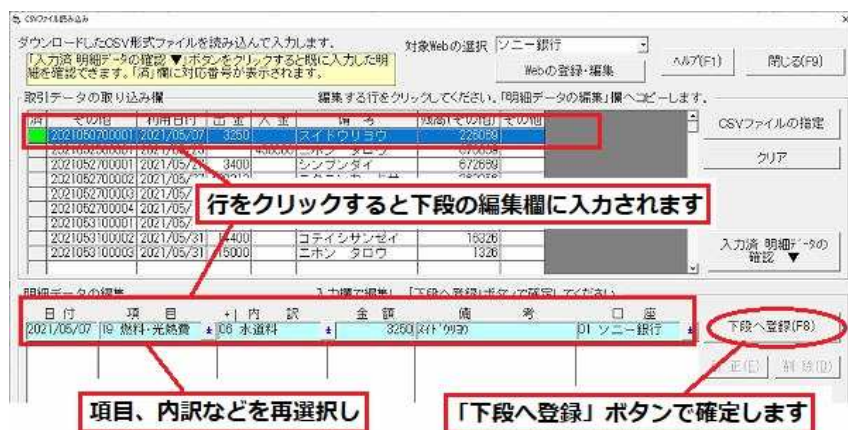 CSVファイル読み込み
ダウンロードしたCSV形式ファイルを読み込んで入力します。
対象Webの選択 ソニー銀行
「入力済 明細データの確認 ▼」ボタンをクリックすると既に入力した明
細を確認できます。「済」欄に対応番号が表示されます。
Webの登録・編集
ヘルプ(F1) 閉じる(F9)
取引データの取り込み欄 編集する行をクリックしてください。「明細データの編集」欄へコピーします。
済 その他 利用日付 出 金 入 金 備 考 残高(その他) その他
2021050700001 2021/05/07 3250 スイドウリョウ 226069
CSVファイルの指定
クリア
2021/05/27 3400 シンブンダイ 672669
2021052700001
2021052700003
2021052700004
2021053100001
2021053100002 2021/05/31 コテイシサンゼイ 16326
2021053100003 2021/05/31 15000 ニホン タロウ 1326
行をクリックすると下段の編集欄に入力されます
入力済 明細データの
確認 ▼
明細データの編集
日 付 項 目 +| 内 訳 金 額 備 考 口 座
2021/05/07 19 燃料・光熱費 06 水道料 3250 ｽｲﾄﾞｳﾘﾖｳ 01 ソニー銀行
下段へ登録(F8)
項目、内訳などを再選択し
「下段へ登録」ボタンで確定します